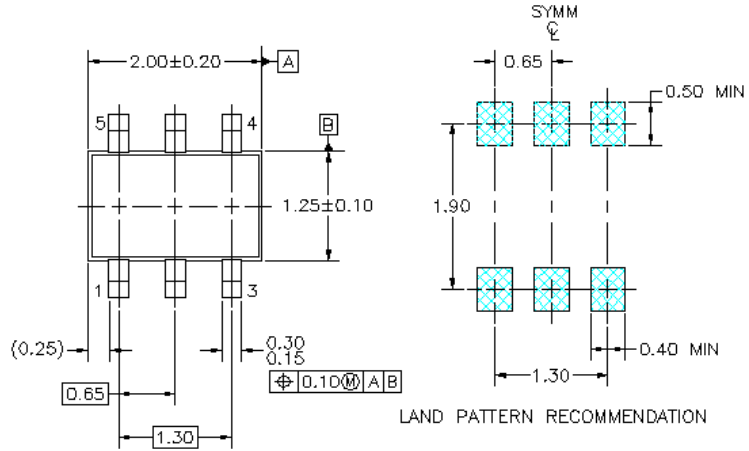 SYMM
℄
2.00±0.20
A
0.65
0.50 MIN
5
4
B
1.25±0.10
1.90
1
3
(0.25)
0.30
0.15
0.40 MIN
⌖ 0.10Ⓜ A B
0.65
1.30
1.30
LAND PATTERN RECOMMENDATION